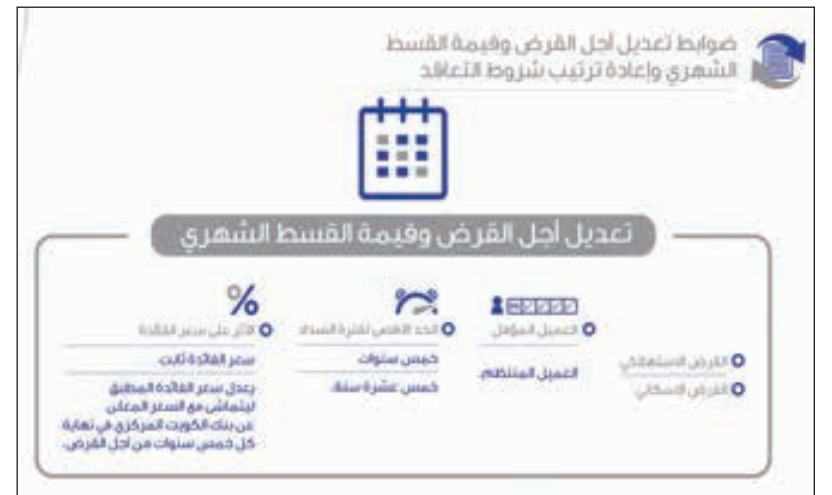 ضوابط تعديل أجل القرض وقيمة القسط
الشهري وإعادة ترتيب شروط التعاقد
تعديل أجل القرض وقيمة القسط الشهري
%
العميل المؤهل
الحد الأقصى لفترة السداد
الأثر على سعر الفائدة
القرض الاستهلاكي
القرض الإسكاني
العميل المنتظم.
خمس سنوات
خمس عشرة سنة.
سعر الفائدة ثابت
يعدل سعر الفائدة المطبق
ليتماشى مع السعر المعلن
عن بنك الكويت المركزي في نهاية
كل خمس سنوات من أجل القرض.